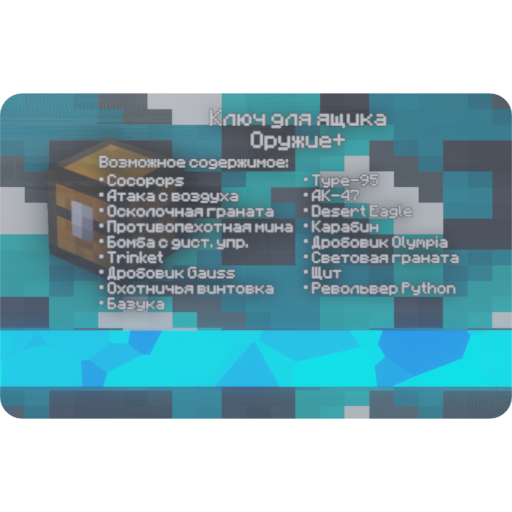 Ключ для ящика
Оружие+
Возможное содержимое:
• Cocopops
• Атака с воздуха
• Осколочная граната
• Противопехотная мина
• Бомба с дист. упр.
• Trinket
• Дробовик Gauss
• Охотничья винтовка
• Базука
• Type-95
• AK-47
• Desert Eagle
• Карабин
• Дробовик Olympia
• Световая граната
• Щит
• Револьвер Python